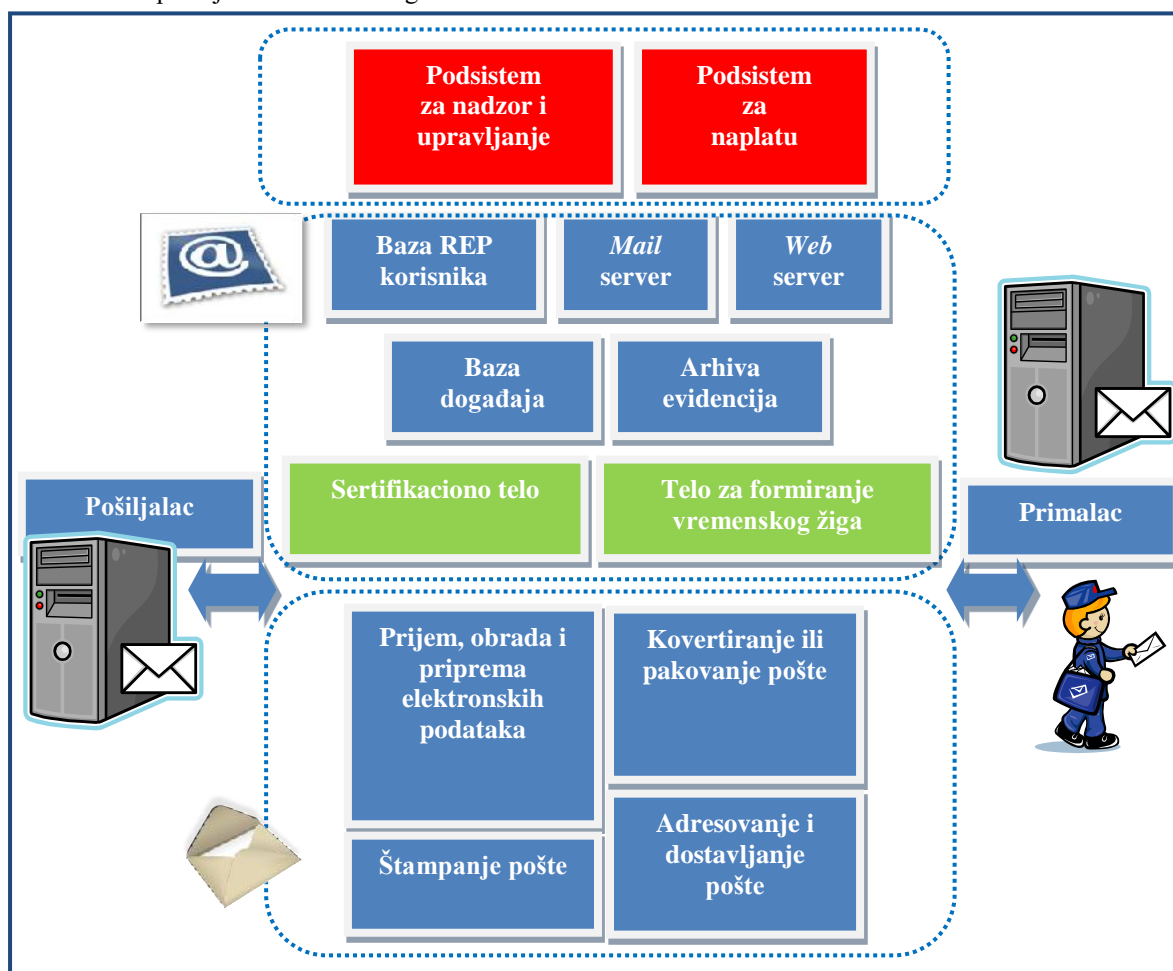 Podsistem
za nadzor i
upravljanje
Podsistem
za
naplatu
Baza REP
korisnika
Mail
server
Web
server
Baza
događaja
Arhiva
evidencija
Sertifikaciono telo
Telo za formiranje
vremenskog žiga
Pošiljalac
Primalac
Prijem, obrada i
priprema
elektronskih
podataka
Kovertiranje ili
pakovanje pošte
Štampanje pošte
Adresovanje i
dostavljanje
pošte